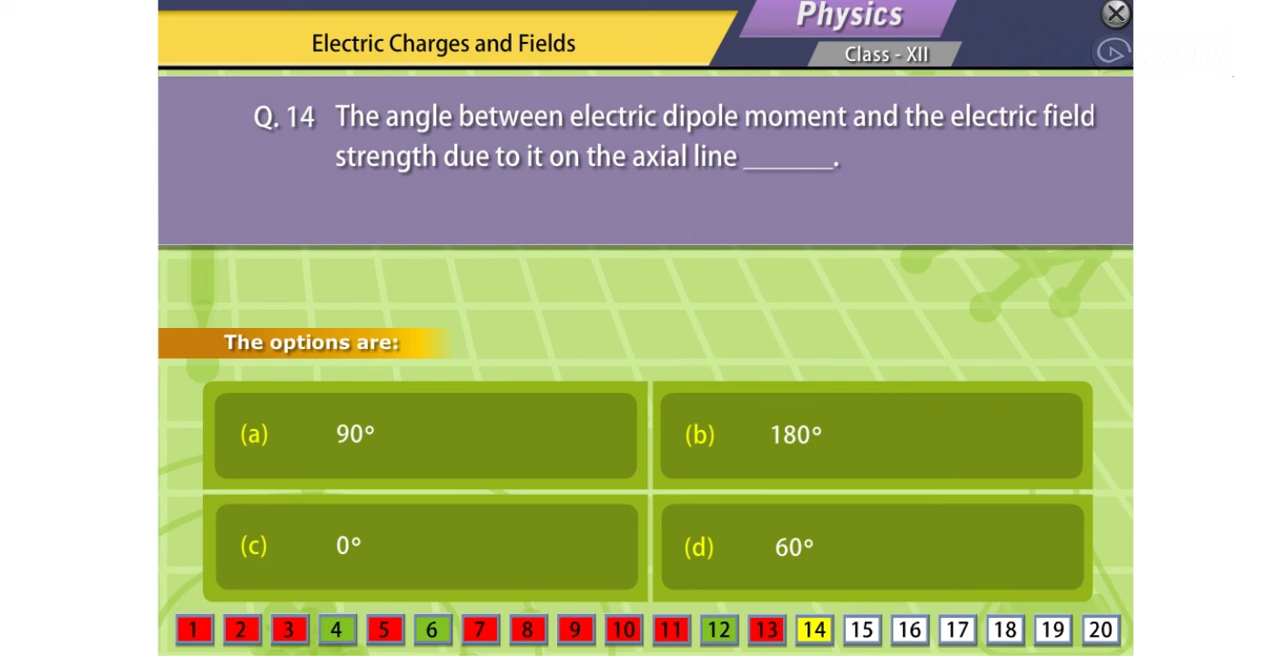 Physics
Electric Charges and Fields
Class - XII
Q. 14 The angle between electric dipole moment and the electric field
strength due to it on the axial line ______.
The options are:
(a) 90°
(b) 180°
(c) 0°
(d) 60°
1 2 3 4 5 6 7 8 9 10 11 12 13 14 15 16 17 18 19 20